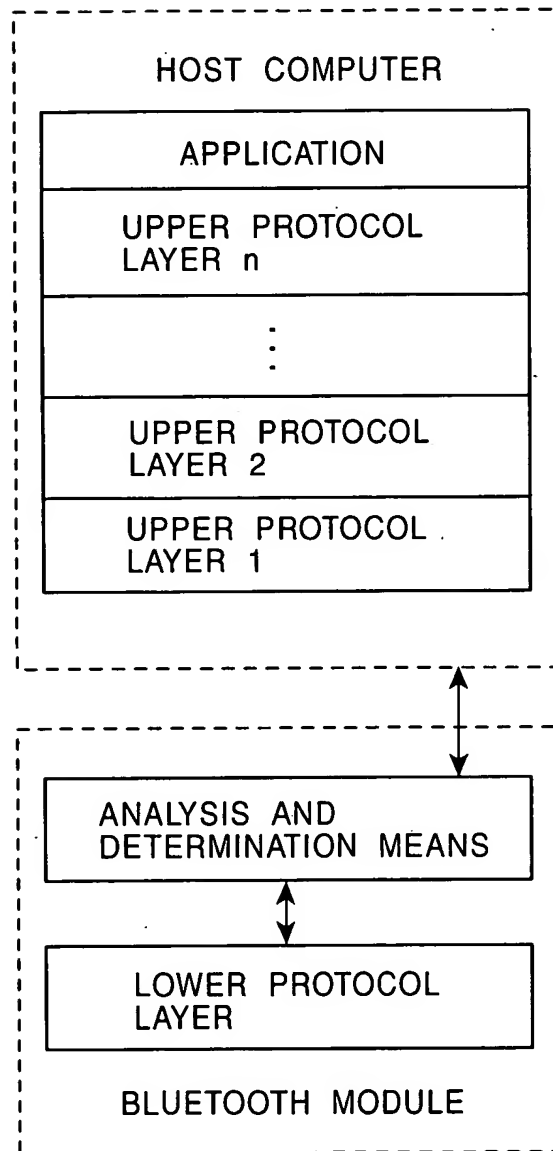 HOST COMPUTER
APPLICATION
UPPER PROTOCOL
LAYER n
⋮
UPPER PROTOCOL
LAYER 2
UPPER PROTOCOL
LAYER 1
ANALYSIS AND
DETERMINATION MEANS
LOWER PROTOCOL
LAYER
BLUETOOTH MODULE